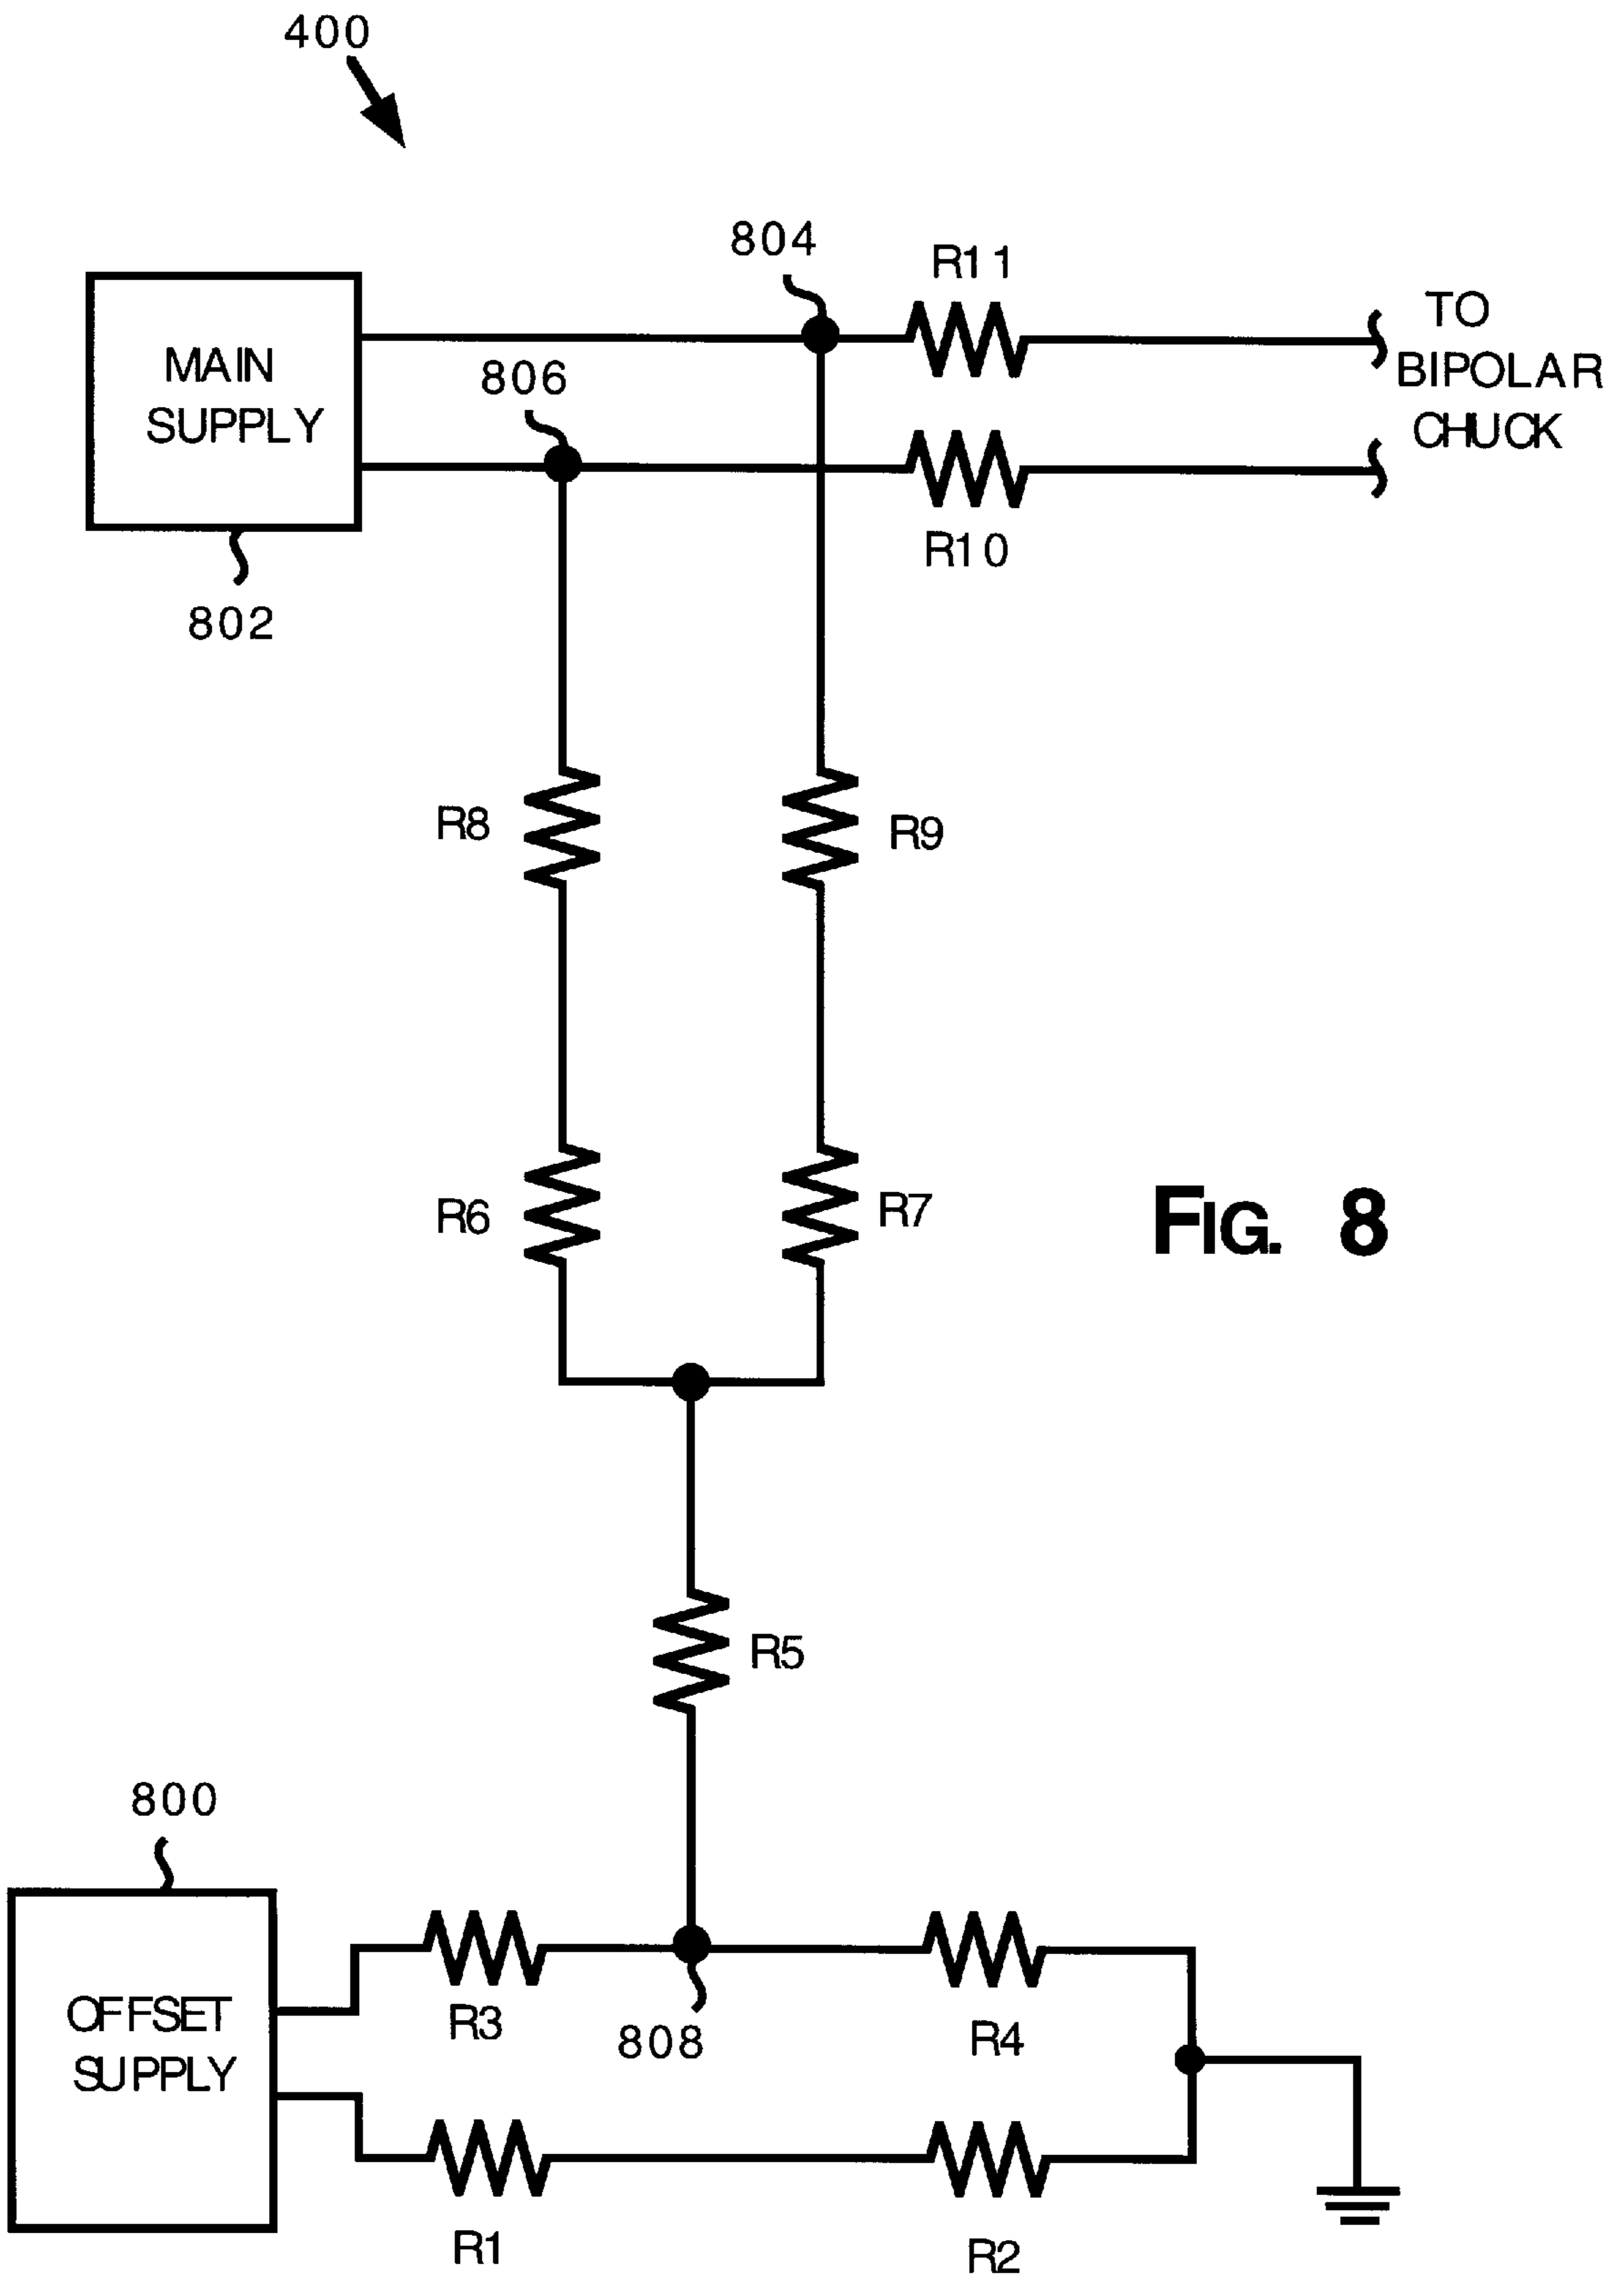 400
804
R11
TO
BIPOLAR
CHUCK
MAIN
SUPPLY
806
R10
802
R8
R9
R6
R7
FIG. 8
R5
800
OFFSET
SUPPLY
R3
808
R4
R1
R2